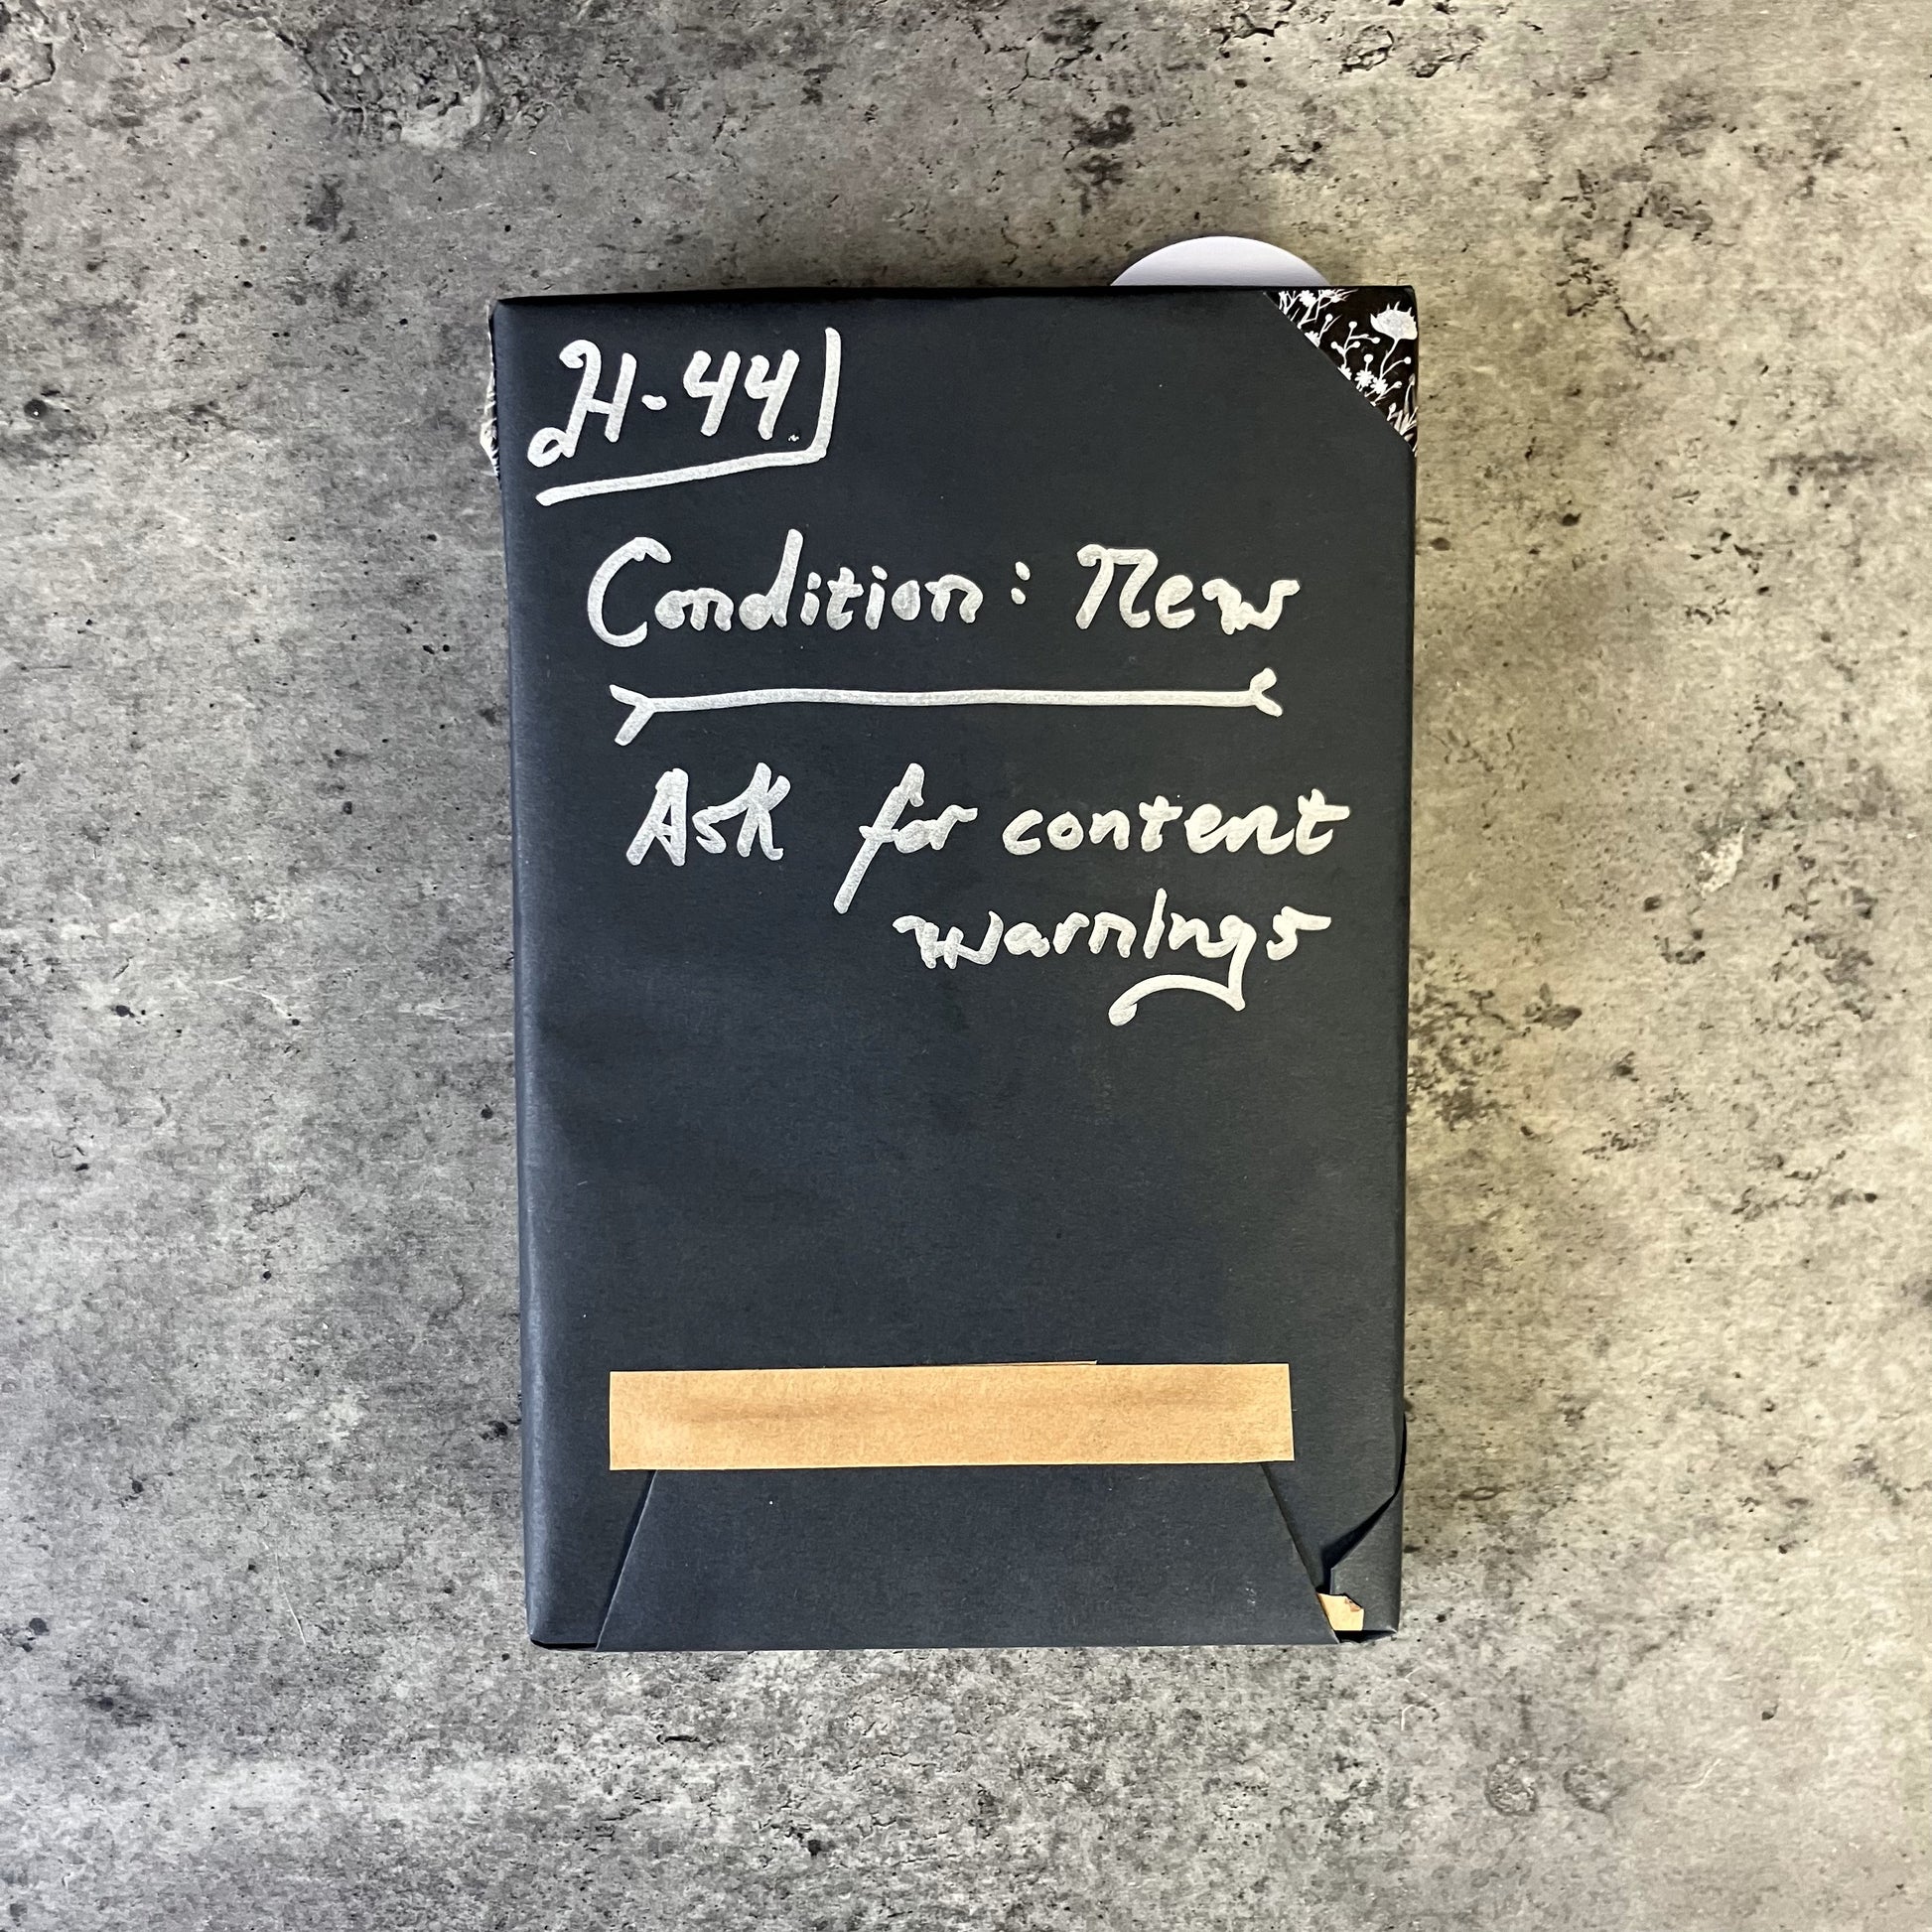 H-44
Condition: New
Ask for content
warnings